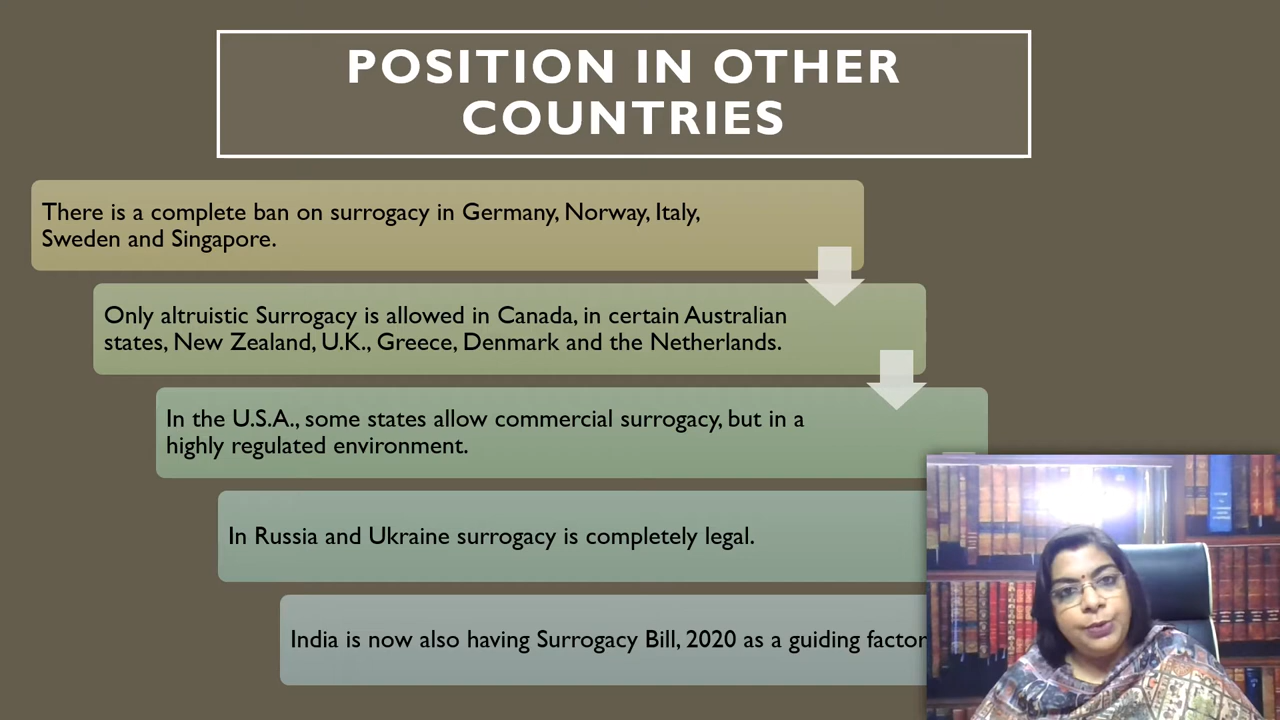 POSITION IN OTHER
COUNTRIES
There is a complete ban on surrogacy in Germany, Norway, Italy,
Sweden and Singapore.
Only altruistic Surrogacy is allowed in Canada, in certain Australian
states, New Zealand, U.K., Greece, Denmark and the Netherlands.
In the U.S.A., some states allow commercial surrogacy, but in a
highly regulated environment.
In Russia and Ukraine surrogacy is completely legal.
India is now also having Surrogacy Bill, 2020 as a guiding factor